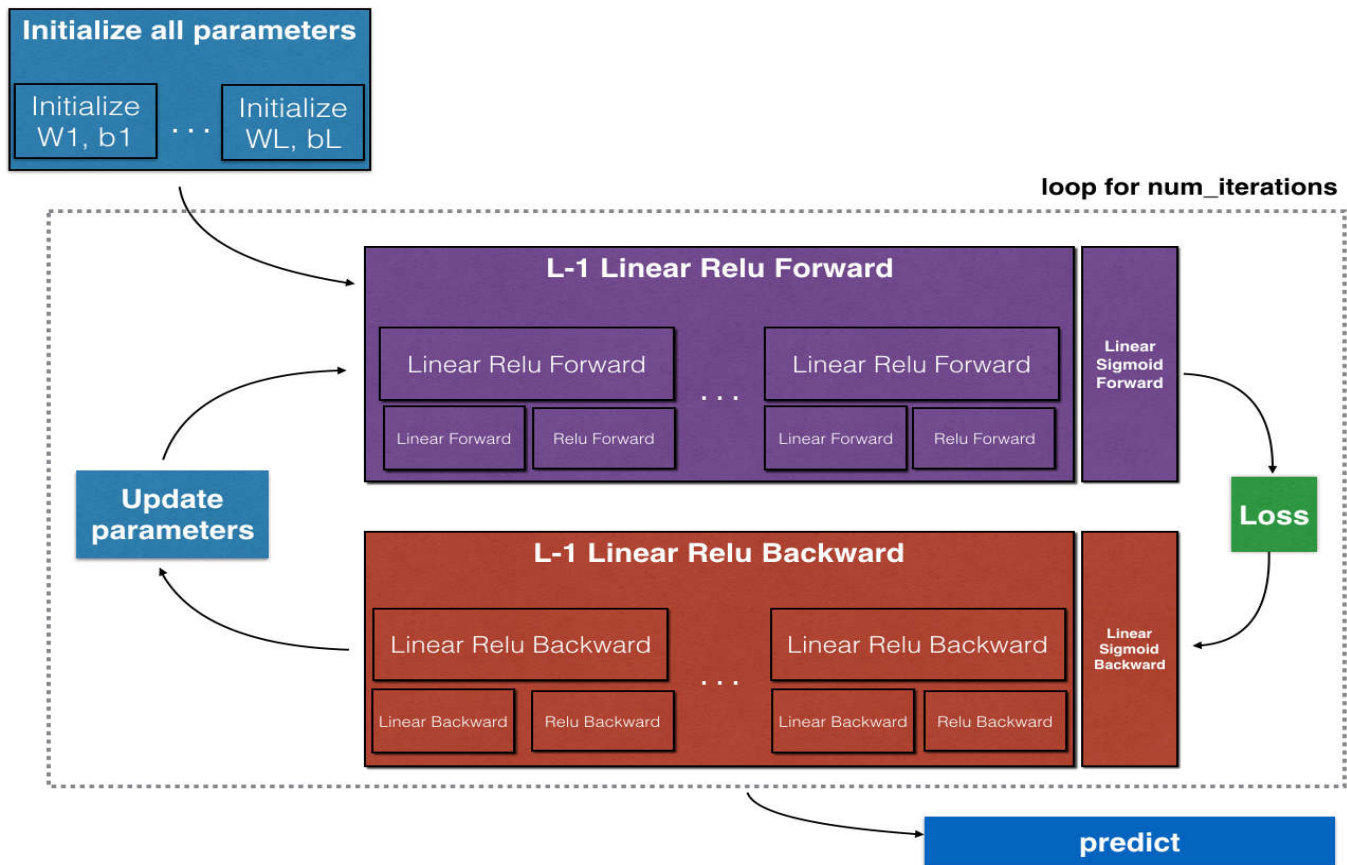 Initialize all parameters
Initialize
W1, b1
. . .
Initialize
WL, bL
loop for num_iterations
L-1 Linear Relu Forward
Linear Relu Forward
Linear Forward
Relu Forward
. . .
Linear Relu Forward
Linear Forward
Relu Forward
Linear
Sigmoid
Forward
Update
parameters
Loss
L-1 Linear Relu Backward
Linear Relu Backward
Linear Backward
Relu Backward
. . .
Linear Relu Backward
Linear Backward
Relu Backward
Linear
Sigmoid
Backward
predict